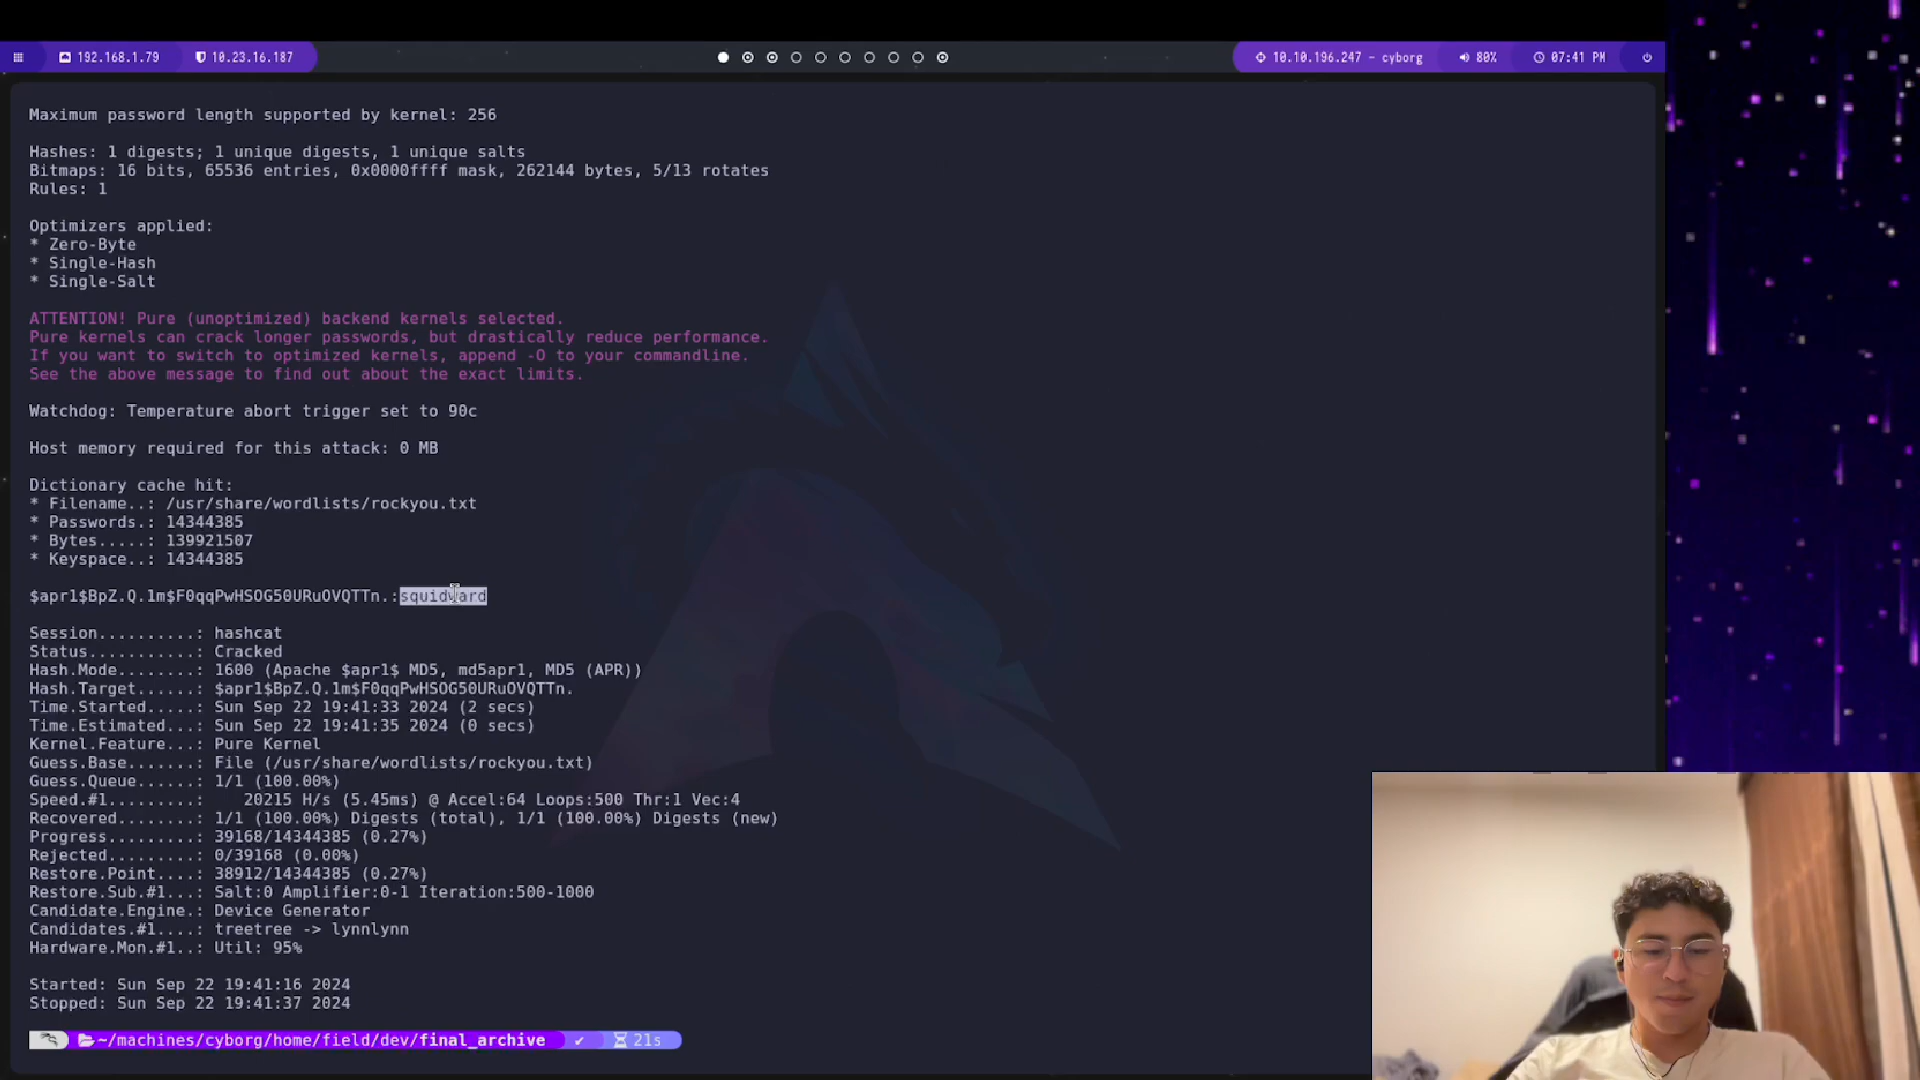 192.168.1.79 10.23.16.187 10.10.196.247 - cyborg 80% 07:41 PM
Maximum password length supported by kernel: 256
Hashes: 1 digests; 1 unique digests, 1 unique salts
Bitmaps: 16 bits, 65536 entries, 0x0000ffff mask, 262144 bytes, 5/13 rotates
Rules: 1
Optimizers applied:
* Zero-Byte
* Single-Hash
* Single-Salt
ATTENTION! Pure (unoptimized) backend kernels selected.
Pure kernels can crack longer passwords, but drastically reduce performance.
If you want to switch to optimized kernels, append -O to your commandline.
See the above message to find out about the exact limits.
Watchdog: Temperature abort trigger set to 90c
Host memory required for this attack: 0 MB
Dictionary cache hit:
* Filename..: /usr/share/wordlists/rockyou.txt
* Passwords.: 14344385
* Bytes.....: 139921507
* Keyspace..: 14344385
$apr1$BpZ.Q.1m$F0qqPwHSOG50URuOVQTTn.:squidward
Session..........: hashcat
Status...........: Cracked
Hash.Mode........: 1600 (Apache $apr1$ MD5, md5apr1, MD5 (APR))
Hash.Target......: $apr1$BpZ.Q.1m$F0qqPwHSOG50URuOVQTTn.
Time.Started.....: Sun Sep 22 19:41:33 2024 (2 secs)
Time.Estimated...: Sun Sep 22 19:41:35 2024 (0 secs)
Kernel.Feature...: Pure Kernel
Guess.Base.......: File (/usr/share/wordlists/rockyou.txt)
Guess.Queue......: 1/1 (100.00%)
Speed.#1.........: 20215 H/s (5.45ms) @ Accel:64 Loops:500 Thr:1 Vec:4
Recovered........: 1/1 (100.00%) Digests (total), 1/1 (100.00%) Digests (new)
Progress.........: 39168/14344385 (0.27%)
Rejected.........: 0/39168 (0.00%)
Restore.Point....: 38912/14344385 (0.27%)
Restore.Sub.#1...: Salt:0 Amplifier:0-1 Iteration:500-1000
Candidate.Engine.: Device Generator
Candidates.#1....: treetree -> lynnlynn
Hardware.Mon.#1..: Util: 95%
Started: Sun Sep 22 19:41:16 2024
Stopped: Sun Sep 22 19:41:37 2024
~/machines/cyborg/home/field/dev/final_archive ✔ 21s